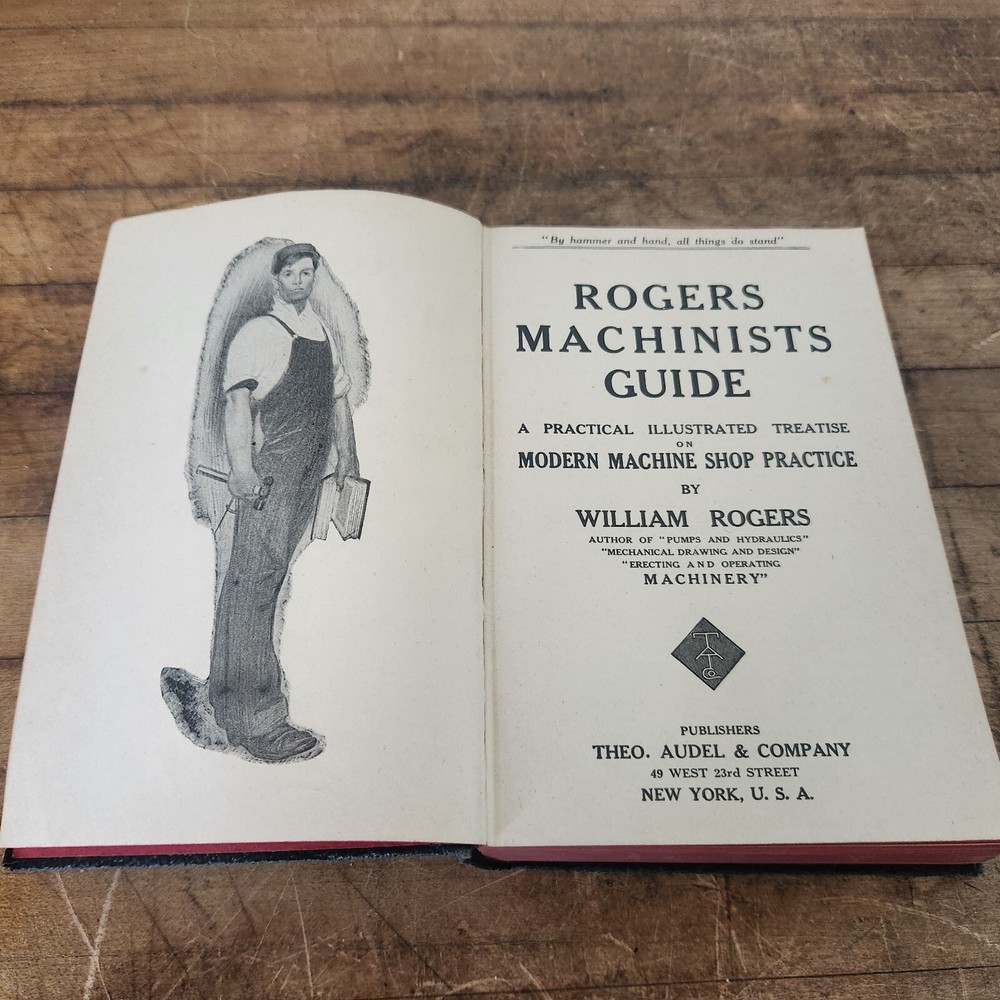 "By hammer and hand, all things do stand"
ROGERS
MACHINISTS
GUIDE
A PRACTICAL ILLUSTRATED TREATISE
ON
MODERN MACHINE SHOP PRACTICE
BY
WILLIAM ROGERS
AUTHOR OF "PUMPS AND HYDRAULICS"
"MECHANICAL DRAWING AND DESIGN"
"ERECTING AND OPERATING
MACHINERY"
TACo
PUBLISHERS
THEO. AUDEL & COMPANY
49 WEST 23rd STREET
NEW YORK, U. S. A.